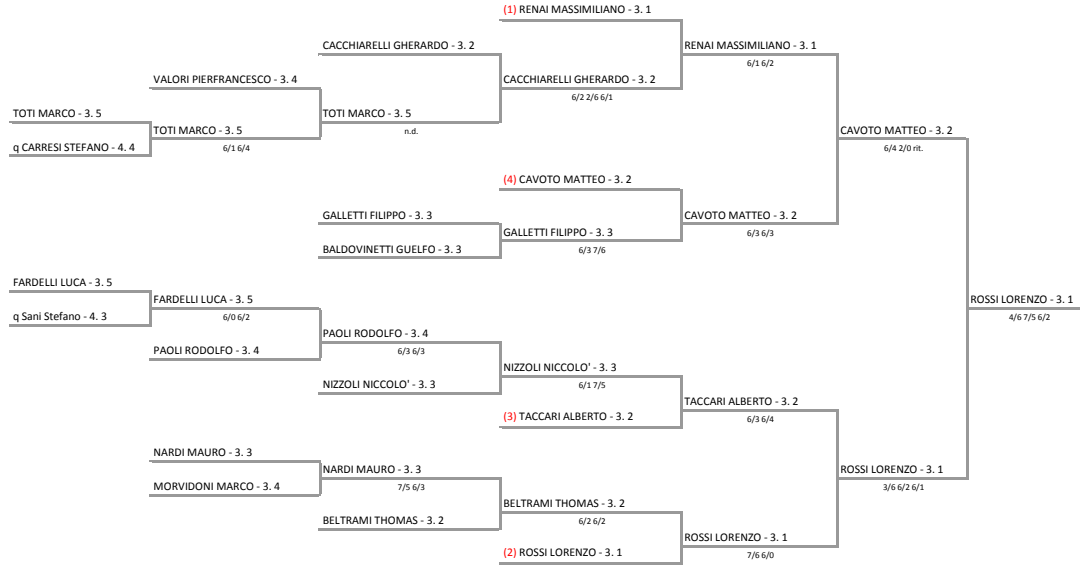 (1) RENAI MASSIMILIANO - 3. 1
CACCHIARELLI GHERARDO - 3. 2
RENAI MASSIMILIANO - 3. 1
6/1 6/2
VALORI PIERFRANCESCO - 3. 4
CACCHIARELLI GHERARDO - 3. 2
6/2 2/6 6/1
TOTI MARCO - 3. 5
TOTI MARCO - 3. 5
TOTI MARCO - 3. 5
n.d.
6/1 6/4
CAVOTO MATTEO - 3. 2
6/4 2/0 rit.
q CARRESI STEFANO - 4. 4
(4) CAVOTO MATTEO - 3. 2
GALLETTI FILIPPO - 3. 3
CAVOTO MATTEO - 3. 2
6/3 6/3
GALLETTI FILIPPO - 3. 3
6/3 7/6
BALDOVINETTI GUELFO - 3. 3
FARDELLI LUCA - 3. 5
FARDELLI LUCA - 3. 5
6/0 6/2
ROSSI LORENZO - 3. 1
4/6 7/5 6/2
q Sani Stefano - 4. 3
PAOLI RODOLFO - 3. 4
6/3 6/3
PAOLI RODOLFO - 3. 4
NIZZOLI NICCOLO' - 3. 3
6/1 7/5
NIZZOLI NICCOLO' - 3. 3
TACCARI ALBERTO - 3. 2
6/3 6/4
(3) TACCARI ALBERTO - 3. 2
NARDI MAURO - 3. 3
NARDI MAURO - 3. 3
7/5 6/3
ROSSI LORENZO - 3. 1
3/6 6/2 6/1
MORVIDONI MARCO - 3. 4
BELTRAMI THOMAS - 3. 2
6/2 6/2
BELTRAMI THOMAS - 3. 2
ROSSI LORENZO - 3. 1
7/6 6/0
(2) ROSSI LORENZO - 3. 1